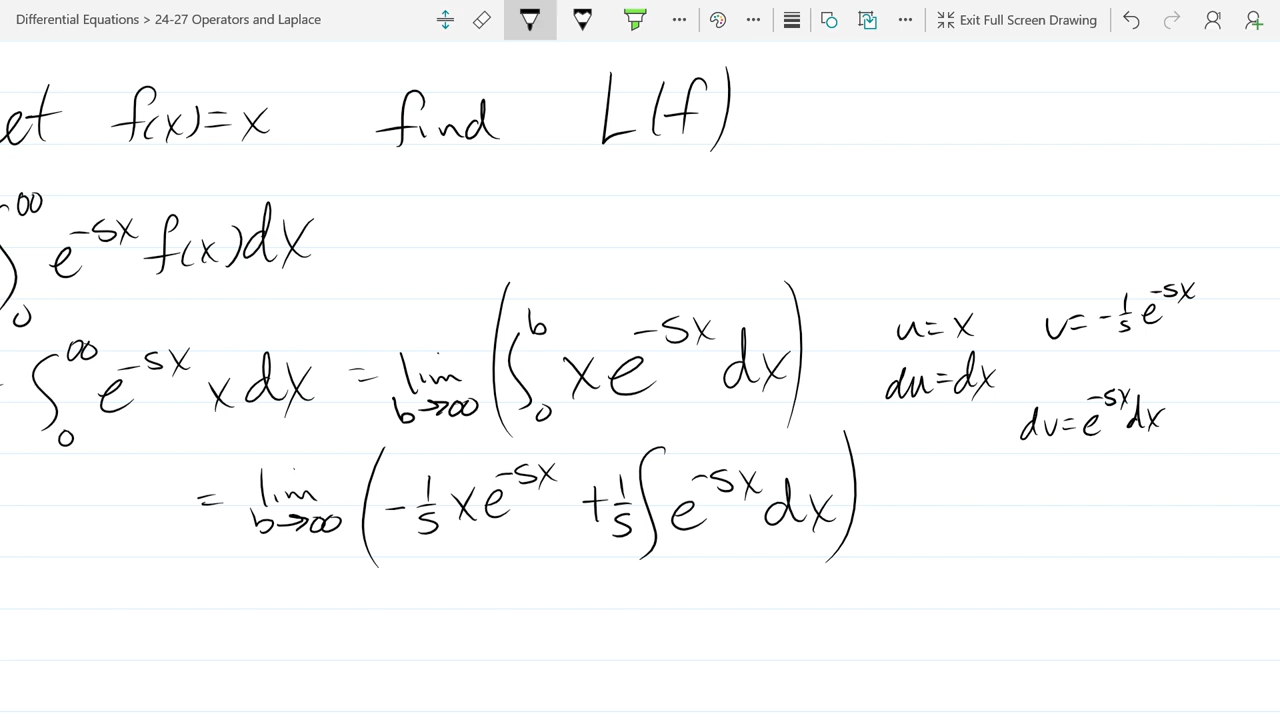 Differential Equations > 24-27 Operators and Laplace
Exit Full Screen Drawing
et f(x)=x find L(f)
∫₀^∞ e^{-sx} f(x)dx
∫₀^∞ e^{-sx} x dx = lim_{b→∞} (∫₀^b x e^{-sx} dx)
u=x v=-1/s e^{-sx}
du=dx
dv=e^{-sx}dx
= lim_{b→∞} (-1/s x e^{-sx} + 1/s ∫ e^{-sx} dx)